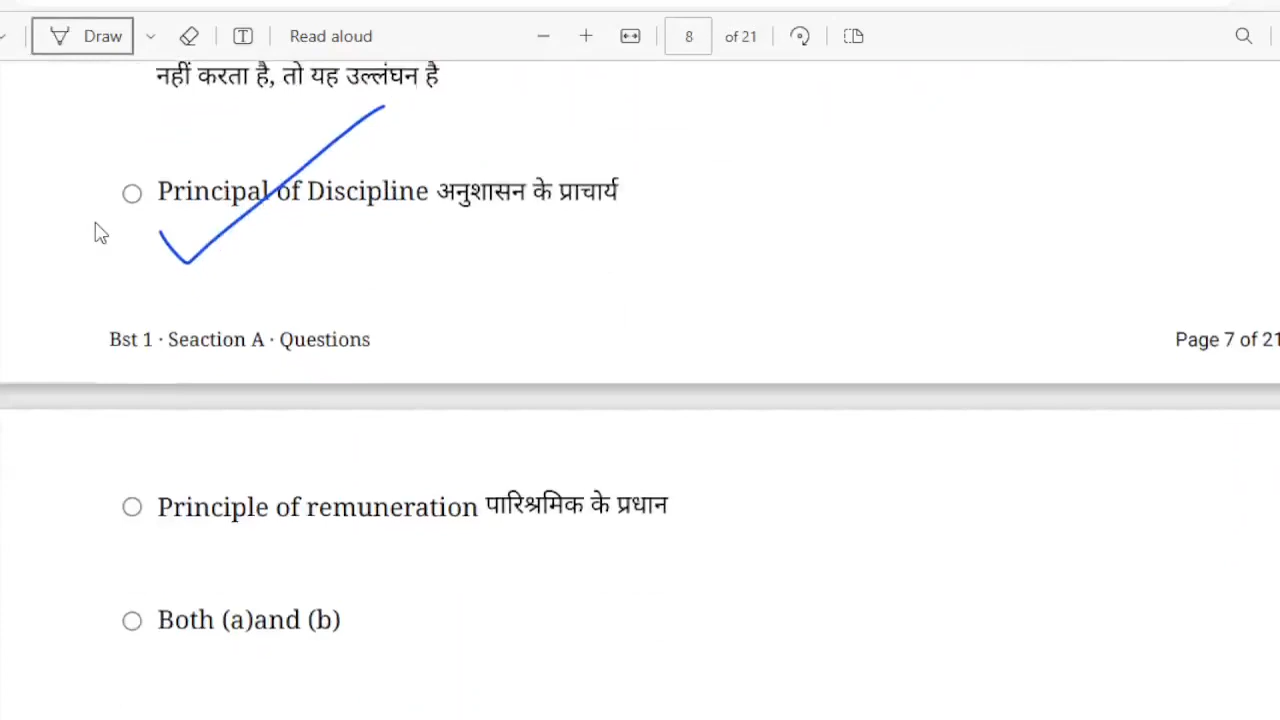 Draw
Read aloud
8 of 21
नहीं करता है, तो यह उल्लंघन है
Principal of Discipline अनुशासन के प्राचार्य
Bst 1 · Seaction A · Questions
Page 7 of 21
Principle of remuneration पारिश्रमिक के प्रधान
Both (a)and (b)